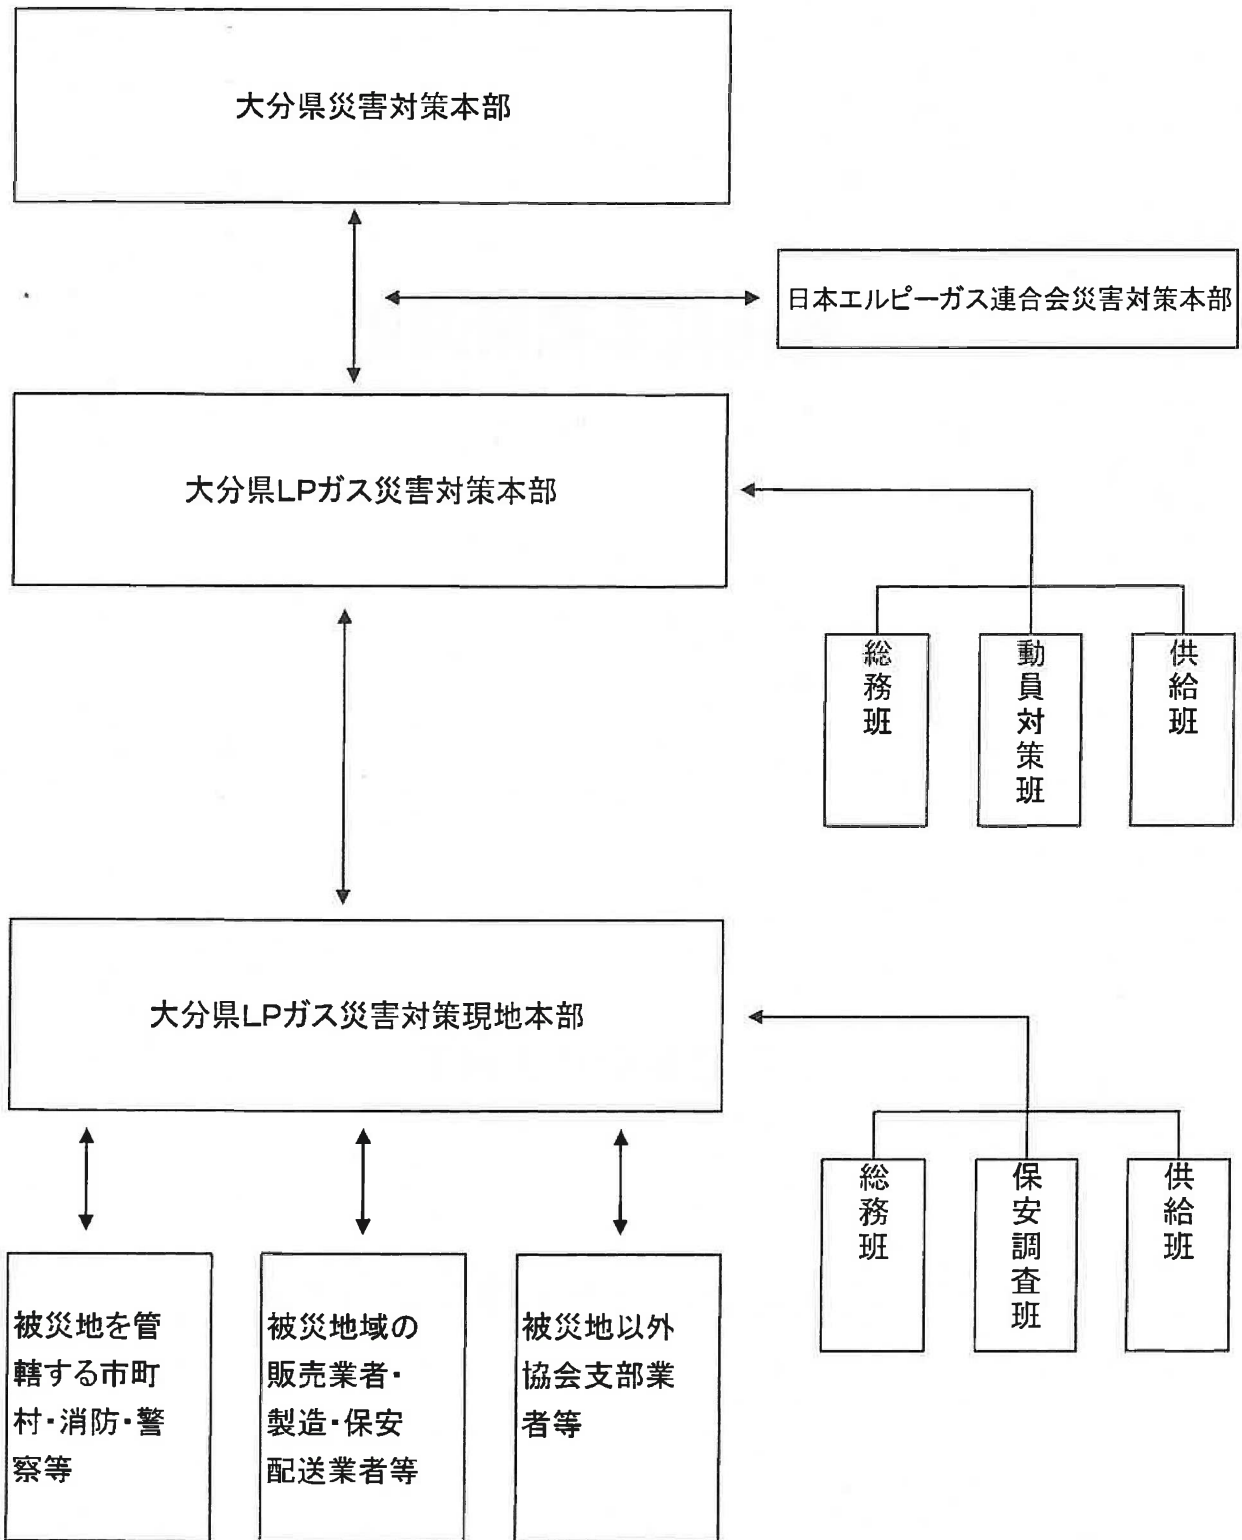 大分県災害対策本部
日本エルピーガス連合会災害対策本部
大分県LPガス災害対策本部
総務班
動員対策班
供給班
大分県LPガス災害対策現地本部
総務班
保安調査班
供給班
被災地を管
轄する市町
村・消防・警
察等
被災地域の
販売業者・
製造・保安
配送業者等
被災地以外
協会支部業
者等